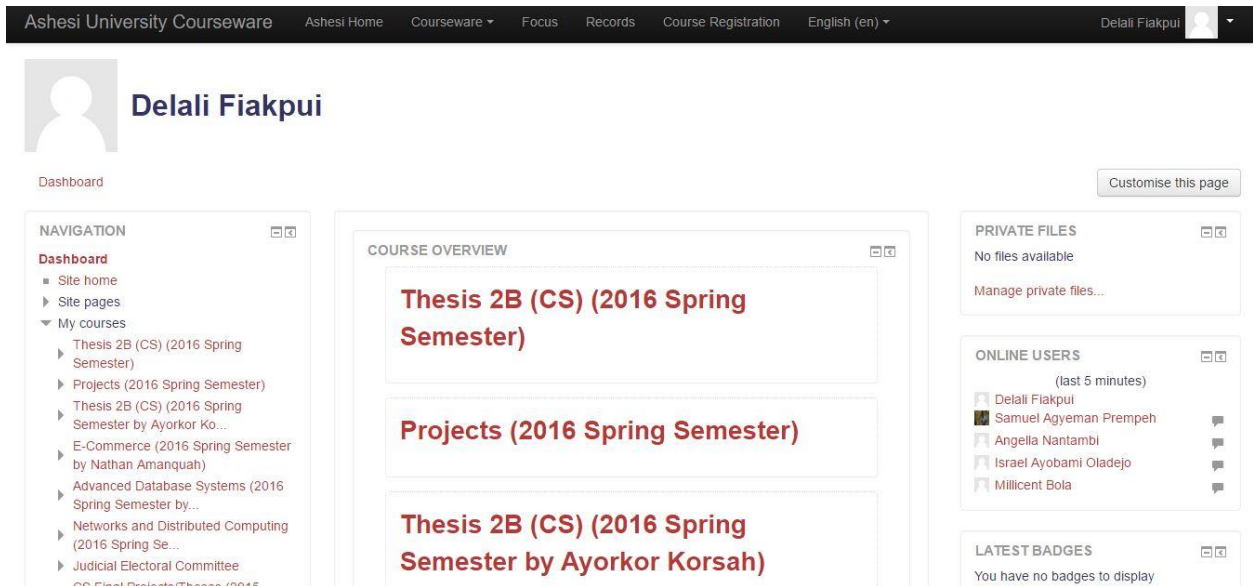 Ashesi University Courseware Ashesi Home Courseware Focus Records Course Registration English (en) Delali Fiakpui
Delali Fiakpui
Dashboard
Customise this page
NAVIGATION
Dashboard
Site home
Site pages
My courses
Thesis 2B (CS) (2016 Spring
Semester)
Projects (2016 Spring Semester)
Thesis 2B (CS) (2016 Spring
Semester by Ayorkor Ko...
E-Commerce (2016 Spring Semester
by Nathan Amanquah)
Advanced Database Systems (2016
Spring Semester by...
Networks and Distributed Computing
(2016 Spring Se...
Judicial Electoral Committee
CS Final Projects/Theses (2015
COURSE OVERVIEW
Thesis 2B (CS) (2016 Spring
Semester)
Projects (2016 Spring Semester)
Thesis 2B (CS) (2016 Spring
Semester by Ayorkor Korsah)
PRIVATE FILES
No files available
Manage private files...
ONLINE USERS
(last 5 minutes)
Delali Fiakpui
Samuel Agyeman Prempeh
Angella Nantambi
Israel Ayobami Oladejo
Millicent Bola
LATEST BADGES
You have no badges to display